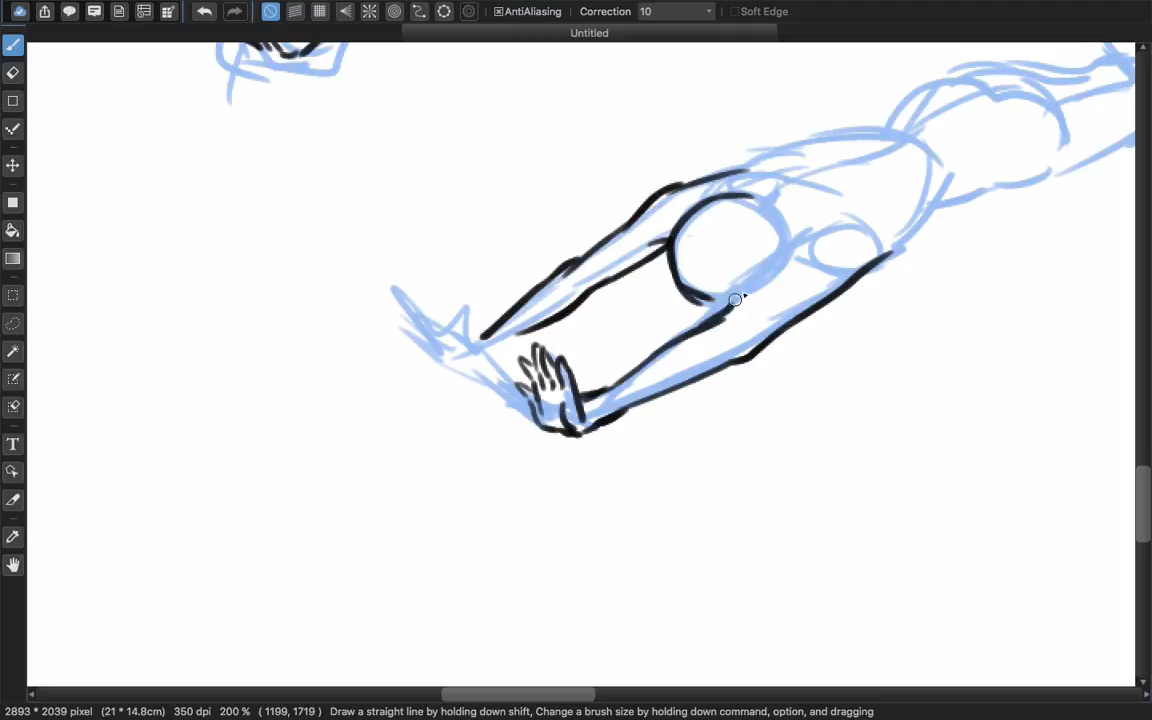 AntiAliasing Correction 10 Soft Edge
Untitled
T
2893 * 2039 pixel (21 * 14.8cm) 350 dpi 200 % ( 1199, 1719 ) Draw a straight line by holding down shift, Change a brush size by holding down command, option, and dragging